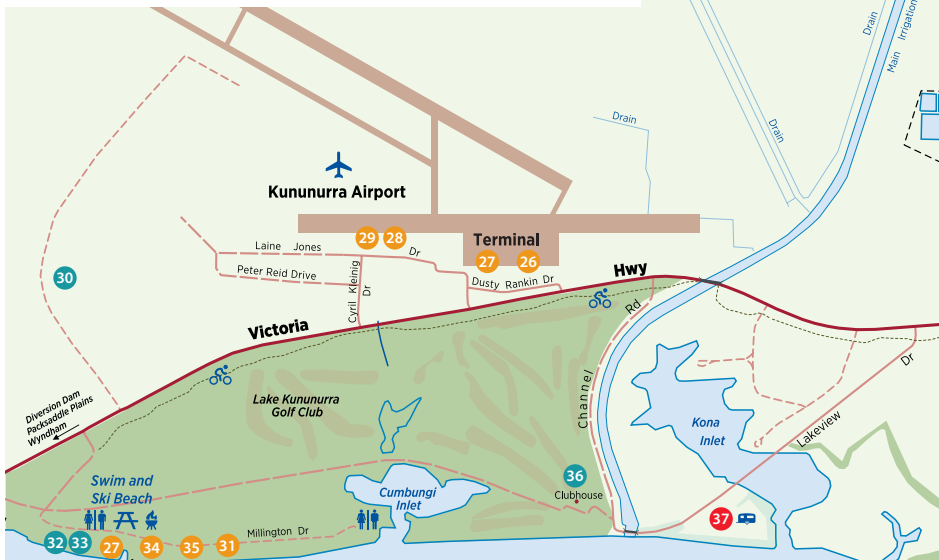 Drain
Main Irrigation
Drain
Drain
Kununurra Airport
29
28
Terminal
27
26
Laine Jones Dr
Peter Reid Drive
Cyril Kleinig Dr
Dusty Rankin Dr
Hwy
30
Victoria
Rd
Channel
Diversion Dam
Packsaddle Plains
Wyndham
Lake Kununurra
Golf Club
Kona
Inlet
Dr
Lakeview
Swim and
Ski Beach
Cumbungi
Inlet
36
Clubhouse
37
Millington Dr
32
33
27
34
35
31